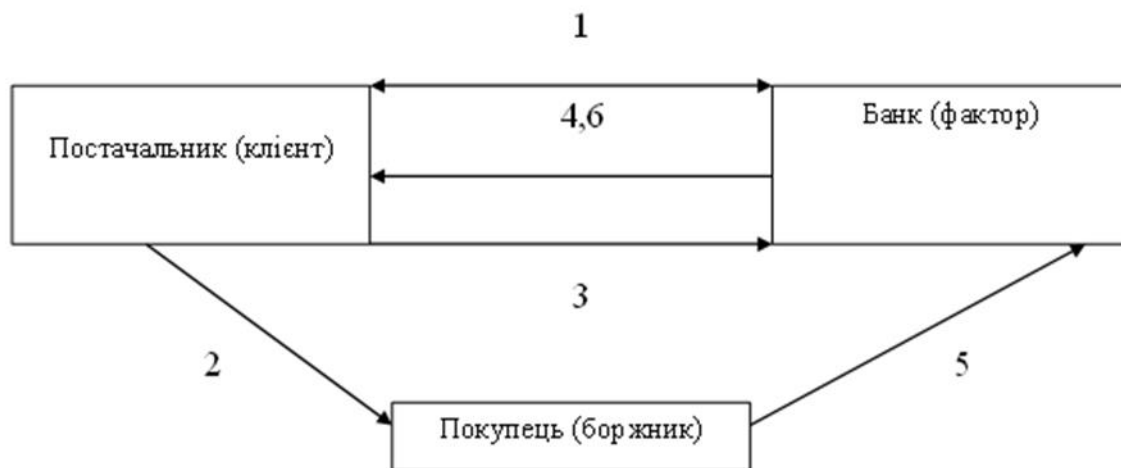 1
4,6
Банк (фактор)
Постачальник (клієнт)
3
2
5
Покупець (боржник)